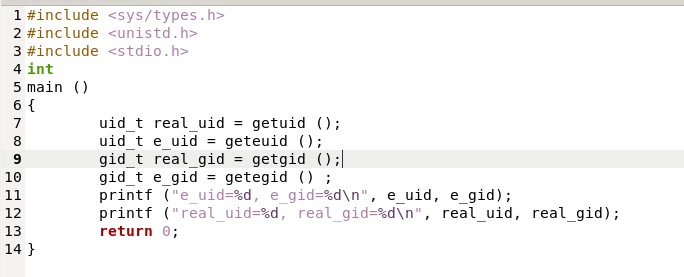 1 #include <sys/types.h>
2 #include <unistd.h>
3 #include <stdio.h>
4 int
5 main ()
6 {
7         uid_t real_uid = getuid ();
8         uid_t e_uid = geteuid ();
9         gid_t real_gid = getgid ();
10         gid_t e_gid = getegid () ;
11         printf ("e_uid=%d, e_gid=%d\n", e_uid, e_gid);
12         printf ("real_uid=%d, real_gid=%d\n", real_uid, real_gid);
13         return 0;
14 }